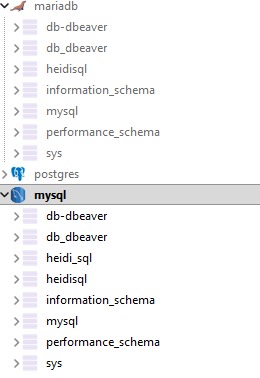 mariadb
db-dbeaver
db_dbeaver
heidisql
information_schema
mysql
performance_schema
sys
postgres
mysql
db-dbeaver
db_dbeaver
heidi_sql
heidisql
information_schema
mysql
performance_schema
sys